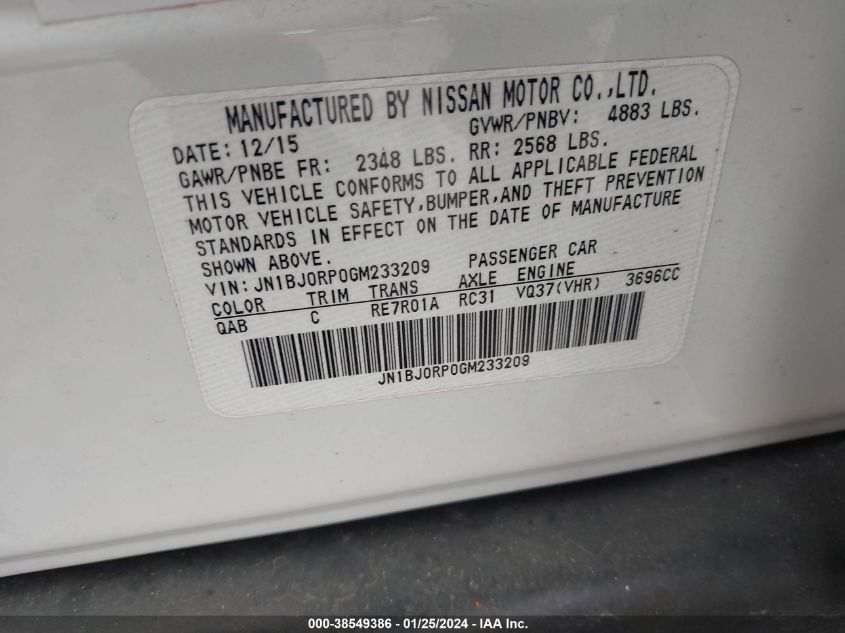 MANUFACTURED BY NISSAN MOTOR CO.,LTD.
DATE: 12/15 GVWR/PNBV: 4883 LBS.
GAWR/PNBE FR: 2348 LBS. RR: 2568 LBS.
THIS VEHICLE CONFORMS TO ALL APPLICABLE FEDERAL
MOTOR VEHICLE SAFETY,BUMPER,AND THEFT PREVENTION
STANDARDS IN EFFECT ON THE DATE OF MANUFACTURE
SHOWN ABOVE.
VIN: JN1BJ0RP0GM233209 PASSENGER CAR
COLOR TRIM TRANS AXLE ENGINE
QAB C RE7R01A RC31 VQ37(VHR) 3696CC
JN1BJ0RP0GM233209
000-38549386 - 01/25/2024 - IAA Inc.